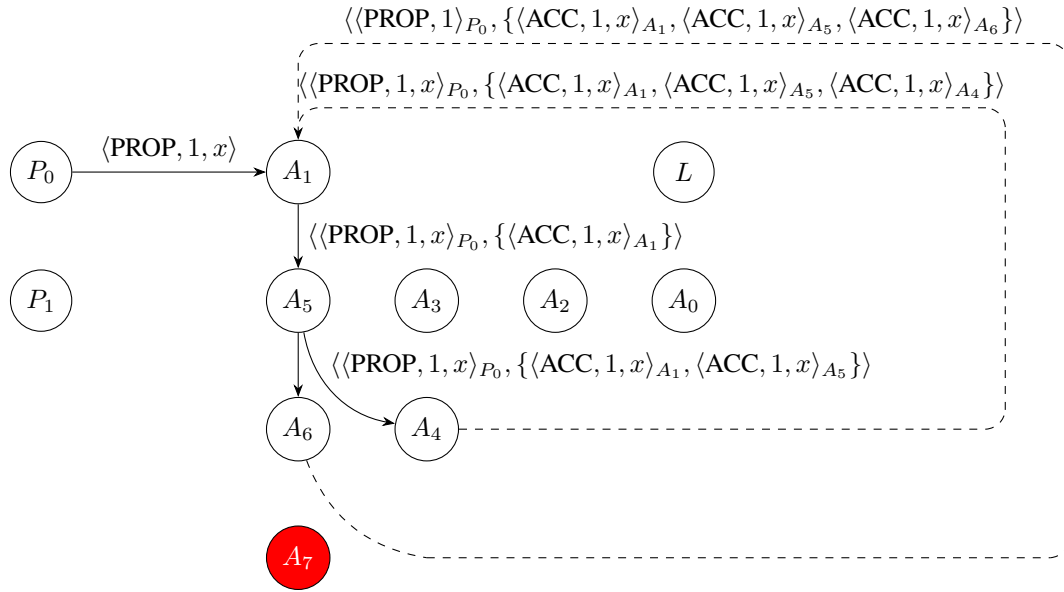 ⟨⟨PROP, 1⟩P₀, {⟨ACC, 1, x⟩A₁, ⟨ACC, 1, x⟩A₅, ⟨ACC, 1, x⟩A₆}⟩
⟨⟨PROP, 1, x⟩P₀, {⟨ACC, 1, x⟩A₁, ⟨ACC, 1, x⟩A₅, ⟨ACC, 1, x⟩A₄}⟩
⟨PROP, 1, x⟩
P₀ A₁ L
⟨⟨PROP, 1, x⟩P₀, {⟨ACC, 1, x⟩A₁}⟩
P₁ A₅ A₃ A₂ A₀
⟨⟨PROP, 1, x⟩P₀, {⟨ACC, 1, x⟩A₁, ⟨ACC, 1, x⟩A₅}⟩
A₆ A₄
A₇